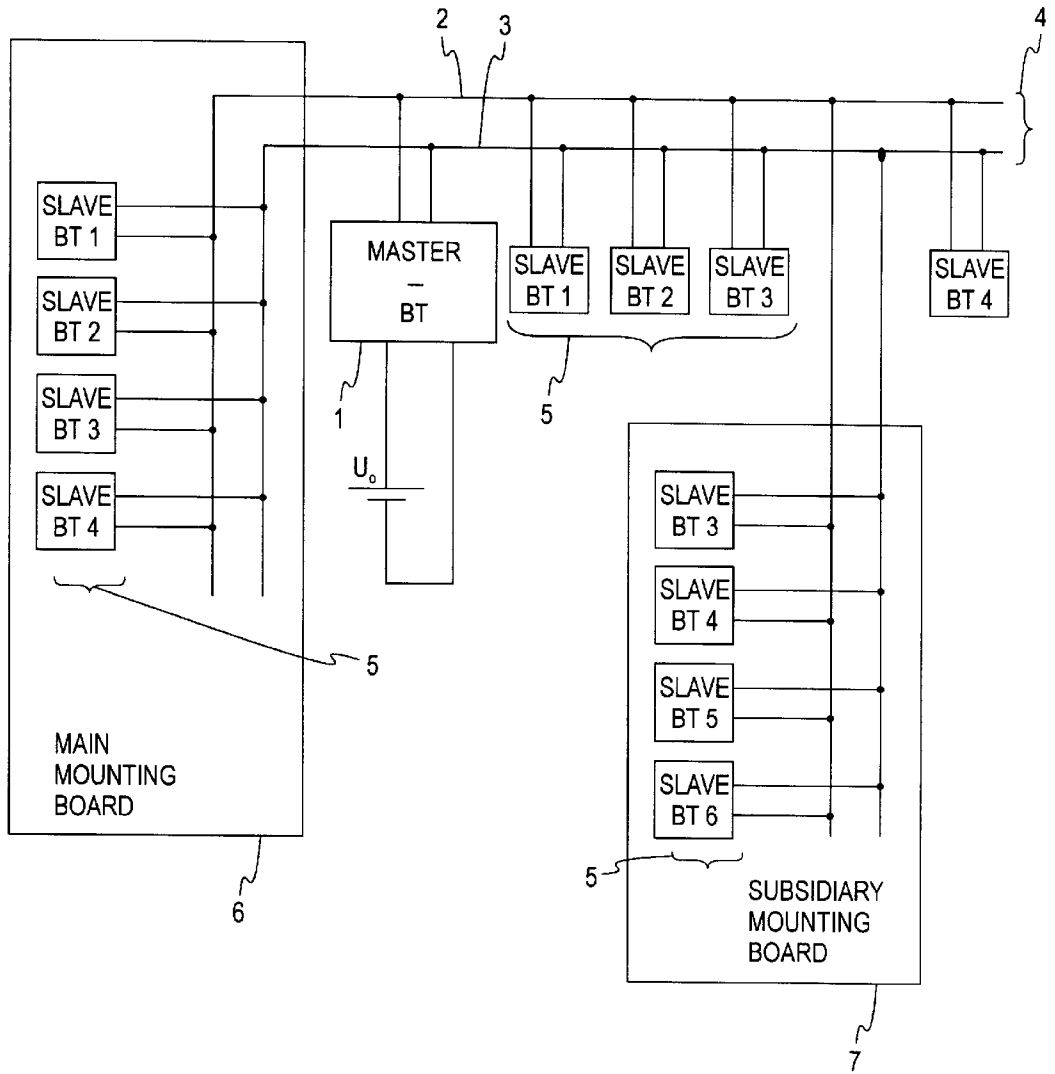 2
3
4
SLAVE
BT 1
SLAVE
BT 2
SLAVE
BT 3
SLAVE
BT 4
5
MAIN
MOUNTING
BOARD
6
MASTER
–
BT
1
U₀
SLAVE
BT 1
SLAVE
BT 2
SLAVE
BT 3
5
SLAVE
BT 4
SLAVE
BT 3
SLAVE
BT 4
SLAVE
BT 5
SLAVE
BT 6
5
SUBSIDIARY
MOUNTING
BOARD
7